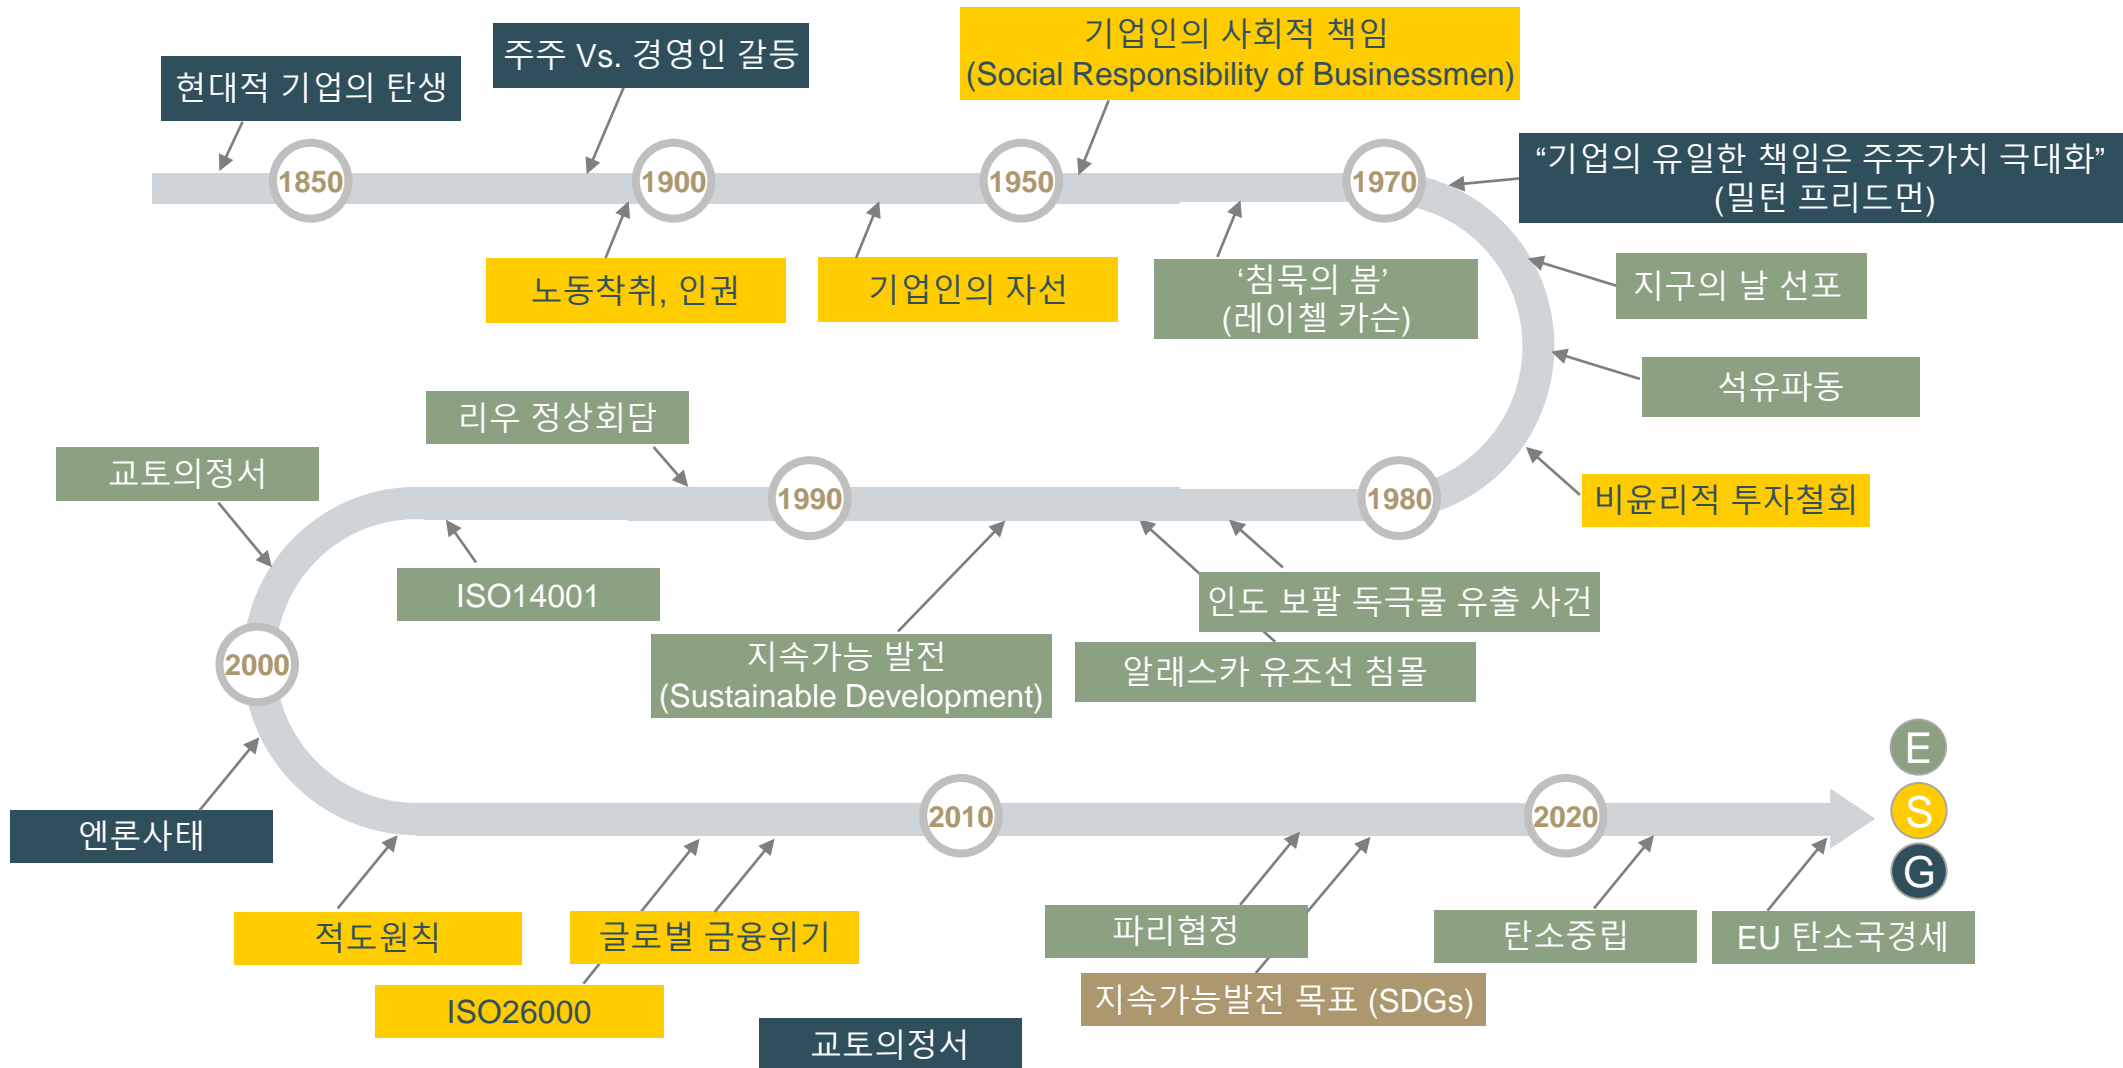 현대적 기업의 탄생
주주 Vs. 경영인 갈등
기업인의 사회적 책임
(Social Responsibility of Businessmen)
1850
1900
1950
1970
“기업의 유일한 책임은 주주가치 극대화”
(밀턴 프리드먼)
노동착취, 인권
기업인의 자선
‘침묵의 봄’
(레이첼 카슨)
지구의 날 선포
석유파동
비윤리적 투자철회
리우 정상회담
교토의정서
1990
1980
ISO14001
지속가능 발전
(Sustainable Development)
인도 보팔 독극물 유출 사건
알래스카 유조선 침몰
2000
엔론사태
2010
2020
E
S
G
적도원칙
글로벌 금융위기
ISO26000
교토의정서
파리협정
지속가능발전 목표 (SDGs)
탄소중립
EU 탄소국경세